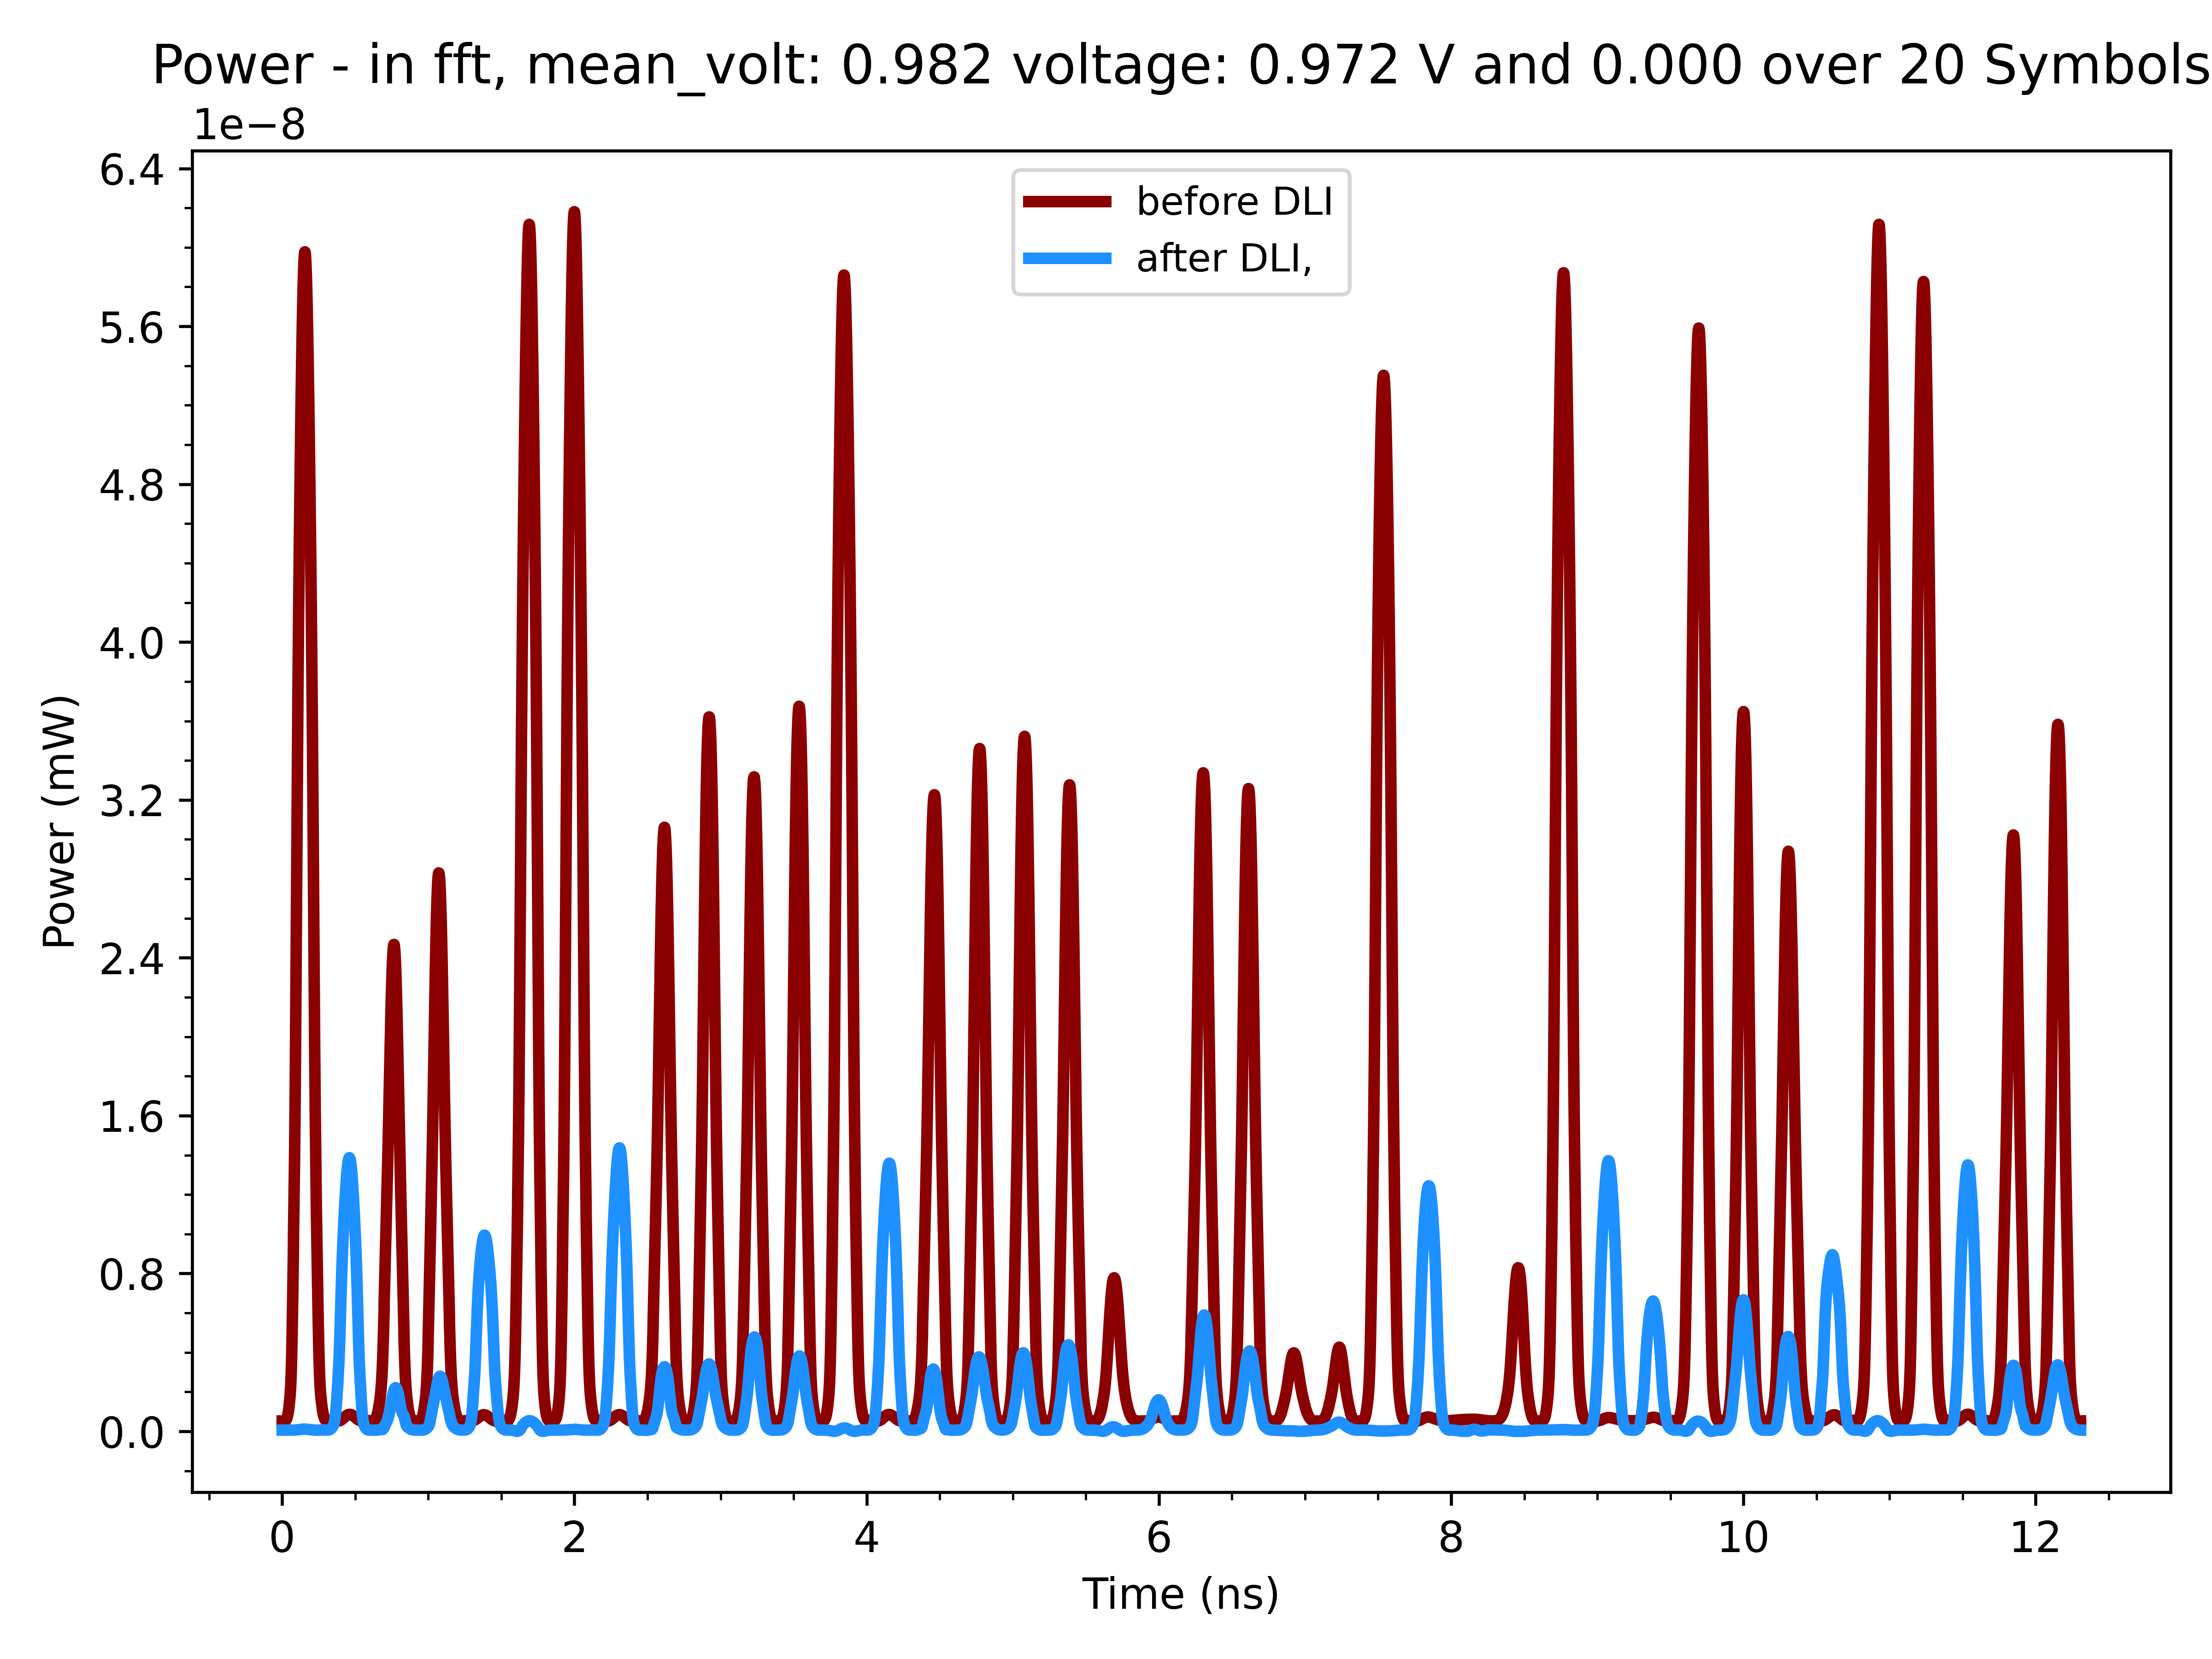 Power - in fft, mean_volt: 0.982 voltage: 0.972 V and 0.000 over 20 Symbols
1e−8
before DLI
after DLI,
6.4
5.6
4.8
4.0
3.2
2.4
1.6
0.8
0.0
Power (mW)
0 2 4 6 8 10 12
Time (ns)